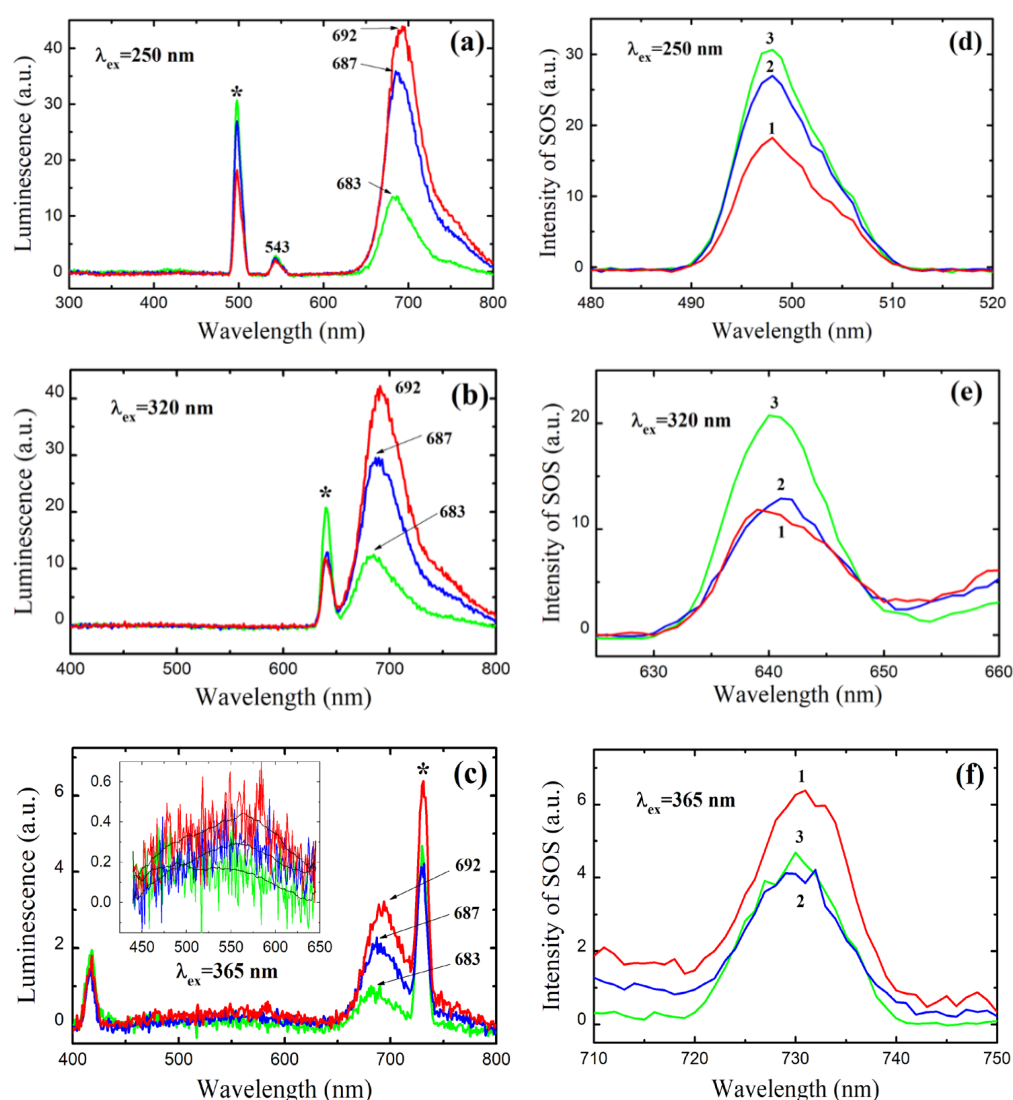 (a)
λex=250 nm
692
687
683
*
543
Luminescence (a.u.)
40
30
20
10
0
300 400 500 600 700 800
Wavelength (nm)
(d)
λex=250 nm
3
2
1
Intensity of SOS (a.u.)
30
20
10
0
480 490 500 510 520
Wavelength (nm)
(b)
λex=320 nm
692
687
683
*
Luminescence (a.u.)
40
30
20
10
0
400 500 600 700 800
Wavelength (nm)
(e)
λex=320 nm
3
2
1
Intensity of SOS (a.u.)
20
10
0
630 640 650 660
Wavelength (nm)
(c)
*
692
687
683
0.6
0.4
0.2
0.0
450 500 550 600 650
λex=365 nm
Luminescence (a.u.)
6
4
2
0
400 500 600 700 800
Wavelength (nm)
(f)
λex=365 nm
1
3
2
Intensity of SOS (a.u.)
6
4
2
0
710 720 730 740 750
Wavelength (nm)